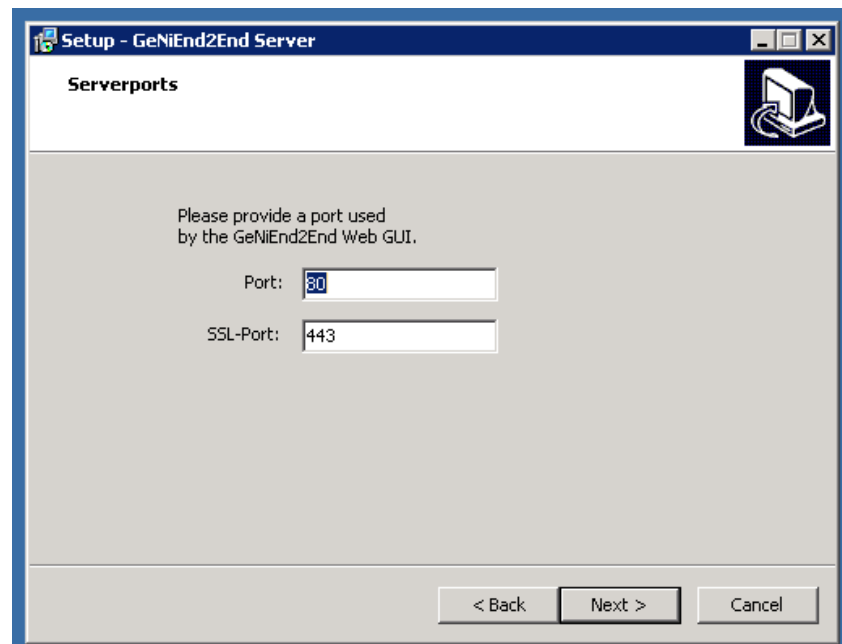 Setup - GeNiEnd2End Server
Serverports
Please provide a port used
by the GeNiEnd2End Web GUI.
Port: 80
SSL-Port: 443
< Back Next > Cancel